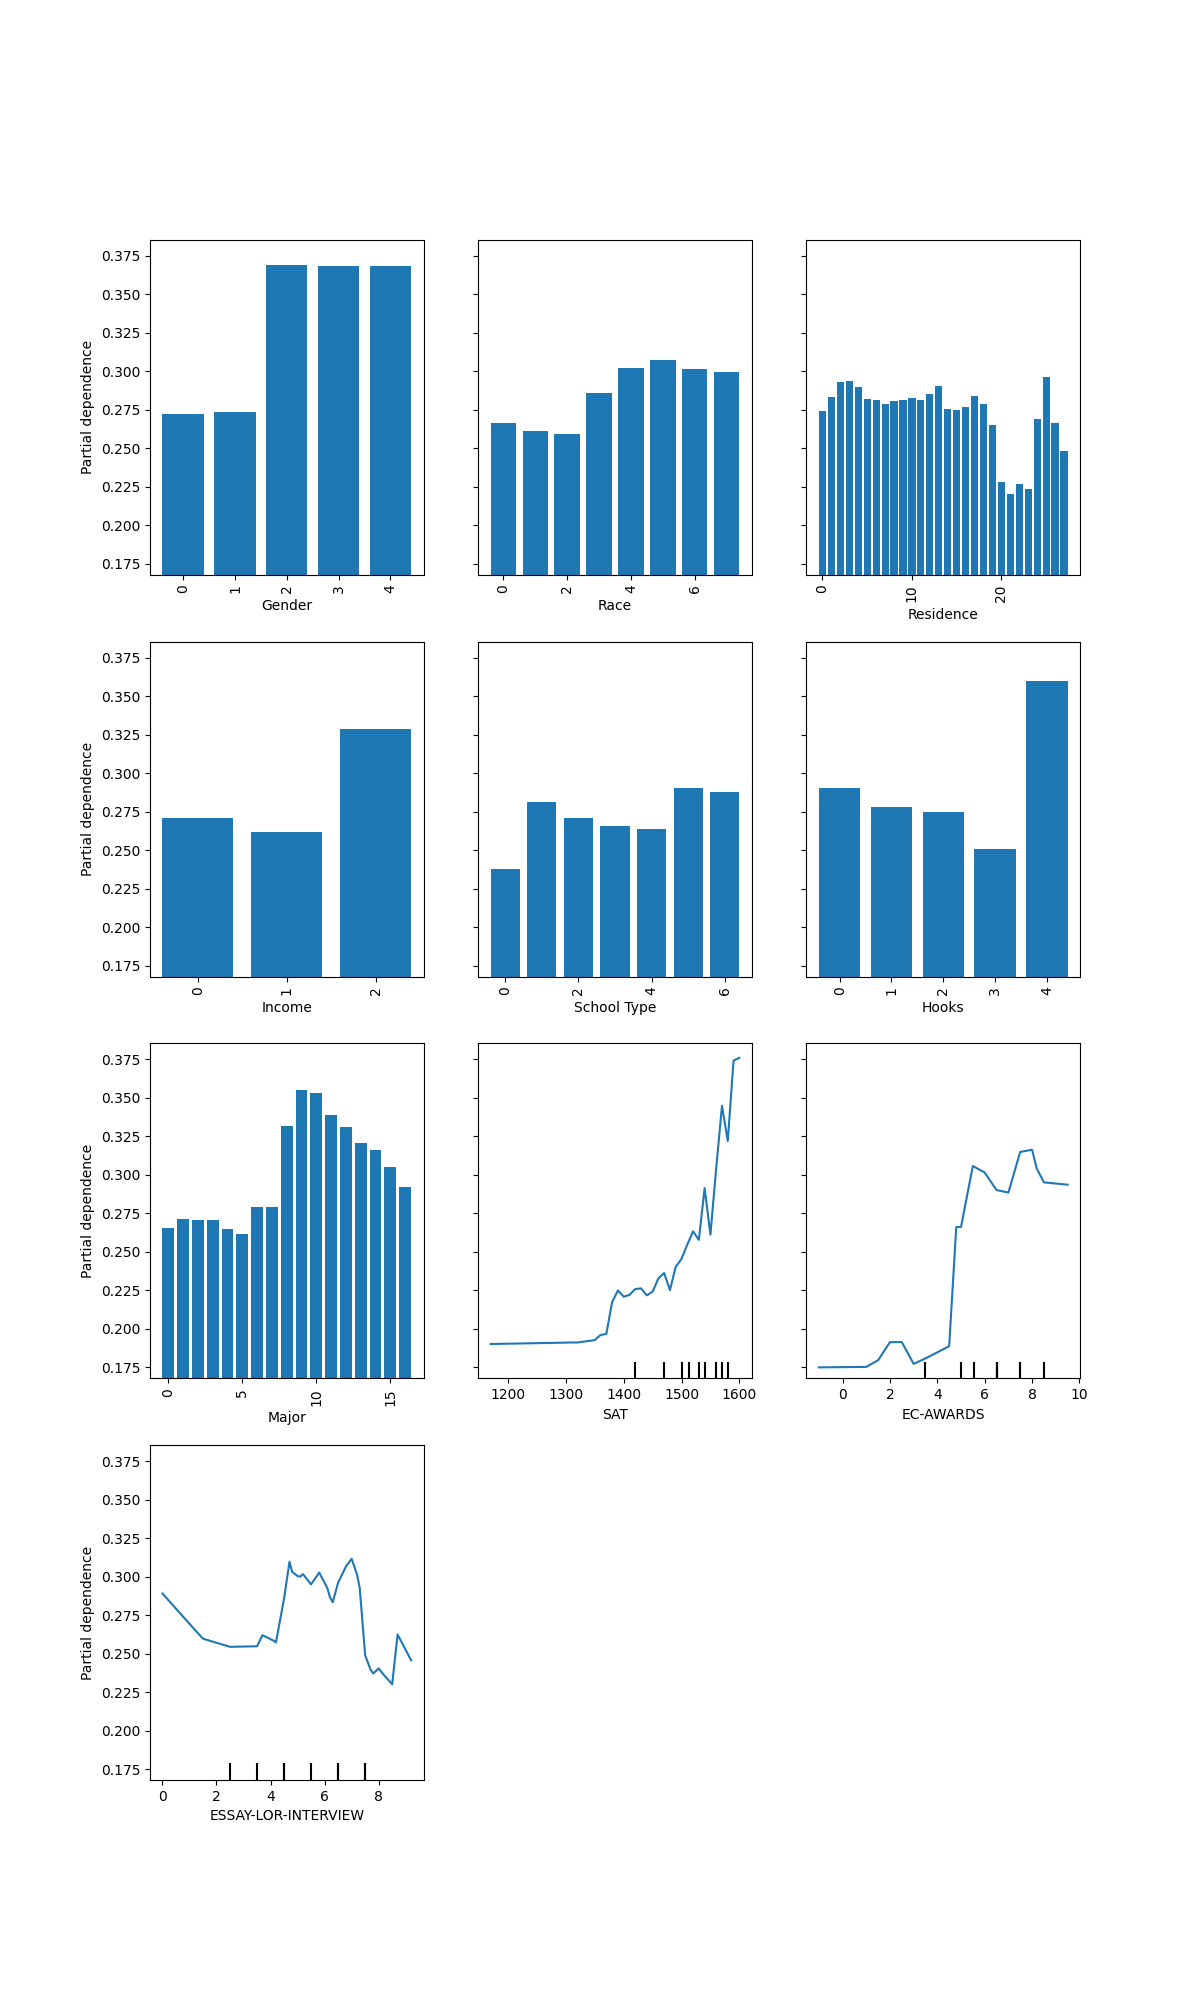 0.375
0.350
0.325
0.300
0.275
0.250
0.225
0.200
0.175
Partial dependence
0 1 2 3 4
Gender
0 2 4 6
Race
0 10 20
Residence
0.375
0.350
0.325
0.300
0.275
0.250
0.225
0.200
0.175
Partial dependence
0 1 2
Income
0 2 4 6
School Type
0 1 2 3 4
Hooks
0.375
0.350
0.325
0.300
0.275
0.250
0.225
0.200
0.175
Partial dependence
0 5 10 15
Major
1200 1300 1400 1500 1600
SAT
0 2 4 6 8 10
EC-AWARDS
0.375
0.350
0.325
0.300
0.275
0.250
0.225
0.200
0.175
Partial dependence
0 2 4 6 8
ESSAY-LOR-INTERVIEW